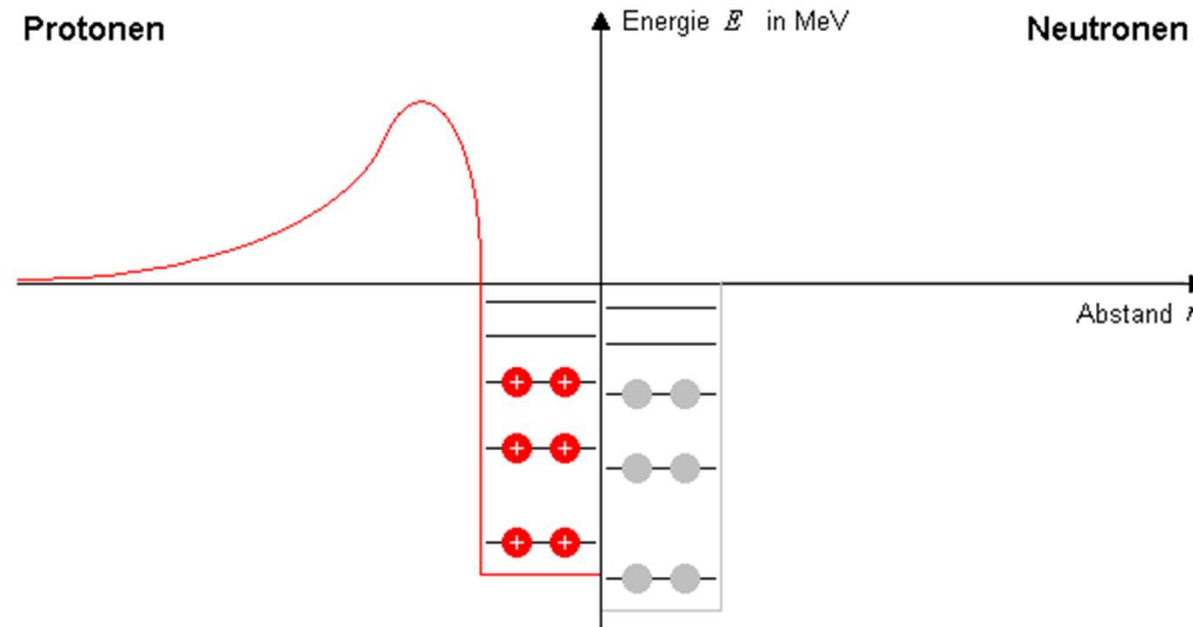 Protonen
Energie E in MeV
Neutronen
Abstand r
+ +
+ +
+ +